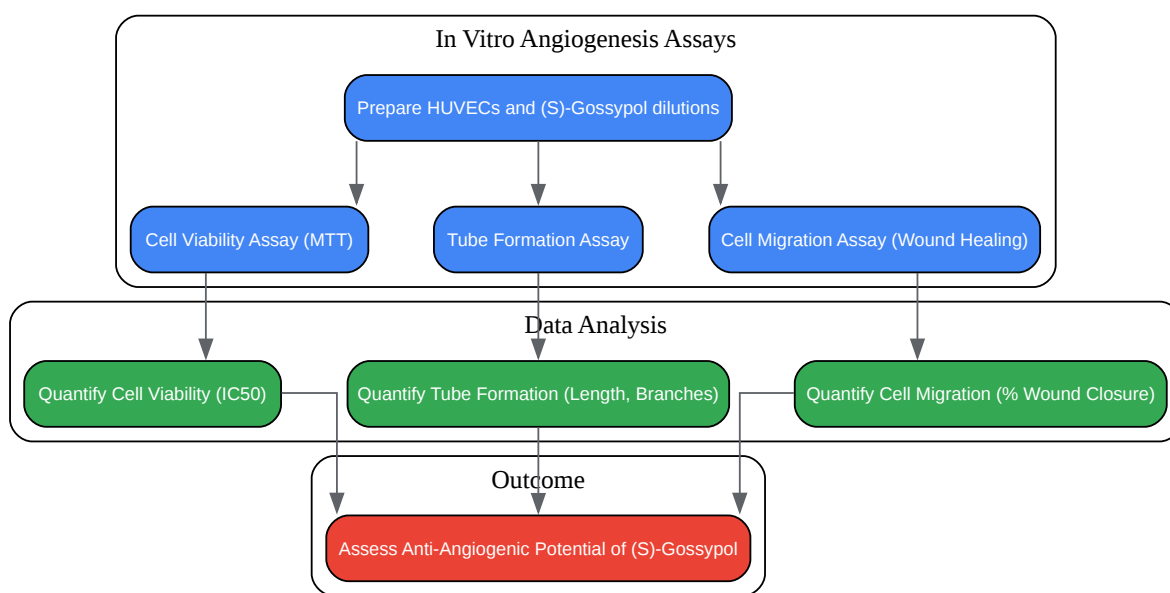 In Vitro Angiogenesis Assays
Prepare HUVECs and (S)-Gossypol dilutions
Cell Viability Assay (MTT)
Tube Formation Assay
Cell Migration Assay (Wound Healing)
Data Analysis
Quantify Cell Viability (IC50)
Quantify Tube Formation (Length, Branches)
Quantify Cell Migration (% Wound Closure)
Outcome
Assess Anti-Angiogenic Potential of (S)-Gossypol